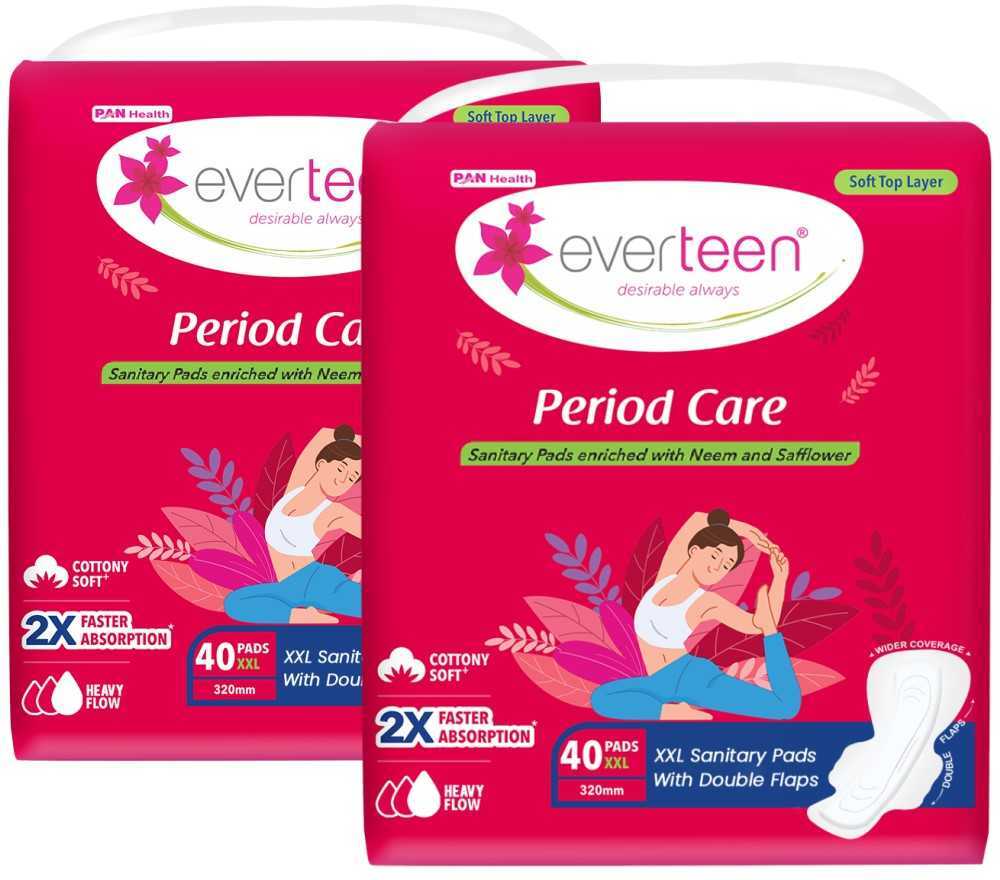 PAN Health
Soft Top Layer
everteen
desirable always
Period Ca
Sanitary Pads enriched with Neem
COTTONY
SOFT+
2X FASTER
ABSORPTION*
HEAVY
FLOW
40 PADS
XXL
320mm
XXL Sanit
With Dou
PAN Health
Soft Top Layer
everteen®
desirable always
Period Care
Sanitary Pads enriched with Neem and Safflower
COTTONY
SOFT+
2X FASTER
ABSORPTION*
HEAVY
FLOW
40 PADS
XXL
320mm
XXL Sanitary Pads
With Double Flaps
WIDER COVERAGE
DOUBLE FLAPS